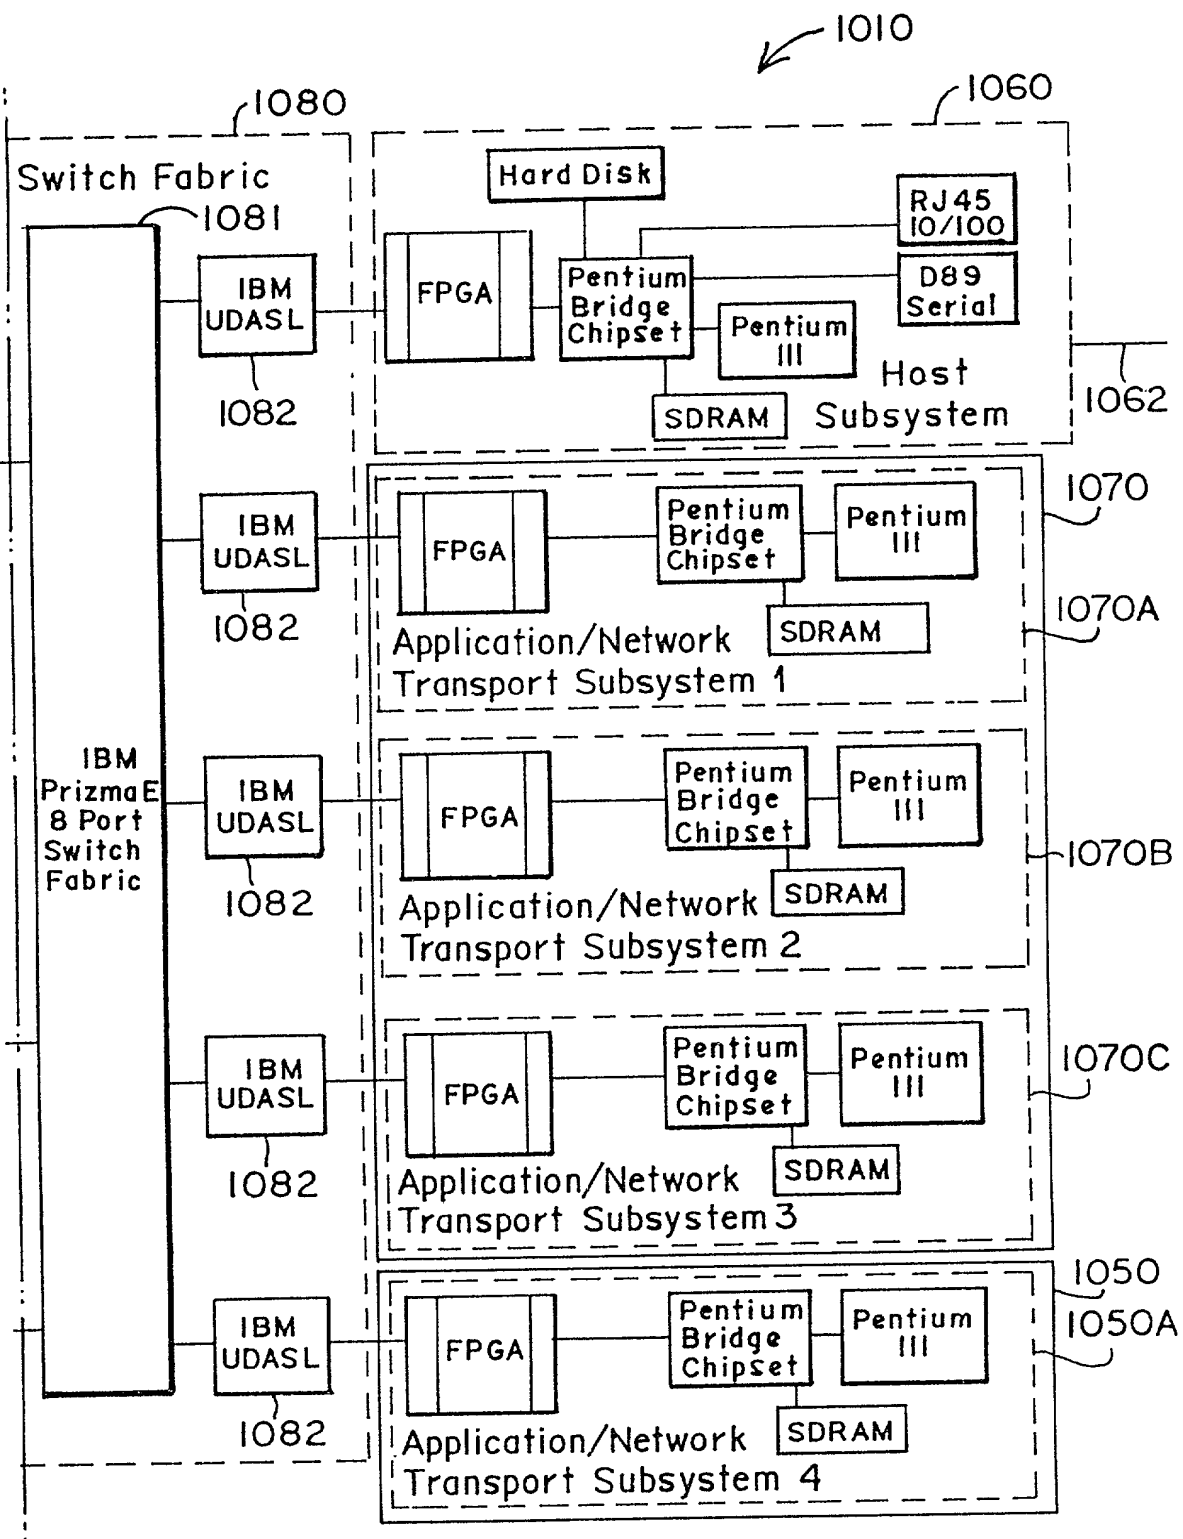 1010
1080
1060
Switch Fabric
1081
Hard Disk
RJ45
10/100
IBM
UDASL
FPGA
Pentium
Bridge
Chipset
D89
Serial
Pentium
III
Host
Subsystem
1082
SDRAM
1062
IBM
UDASL
FPGA
Pentium
Bridge
Chipset
Pentium
III
1070
1082
SDRAM
1070A
Application/Network
Transport Subsystem 1
IBM
PrizmaE
8 Port
Switch
Fabric
IBM
UDASL
FPGA
Pentium
Bridge
Chipset
Pentium
III
1070B
1082
SDRAM
Application/Network
Transport Subsystem 2
IBM
UDASL
FPGA
Pentium
Bridge
Chipset
Pentium
III
1070C
1082
SDRAM
Application/Network
Transport Subsystem 3
1050
IBM
UDASL
FPGA
Pentium
Bridge
Chipset
Pentium
III
1050A
1082
SDRAM
Application/Network
Transport Subsystem 4